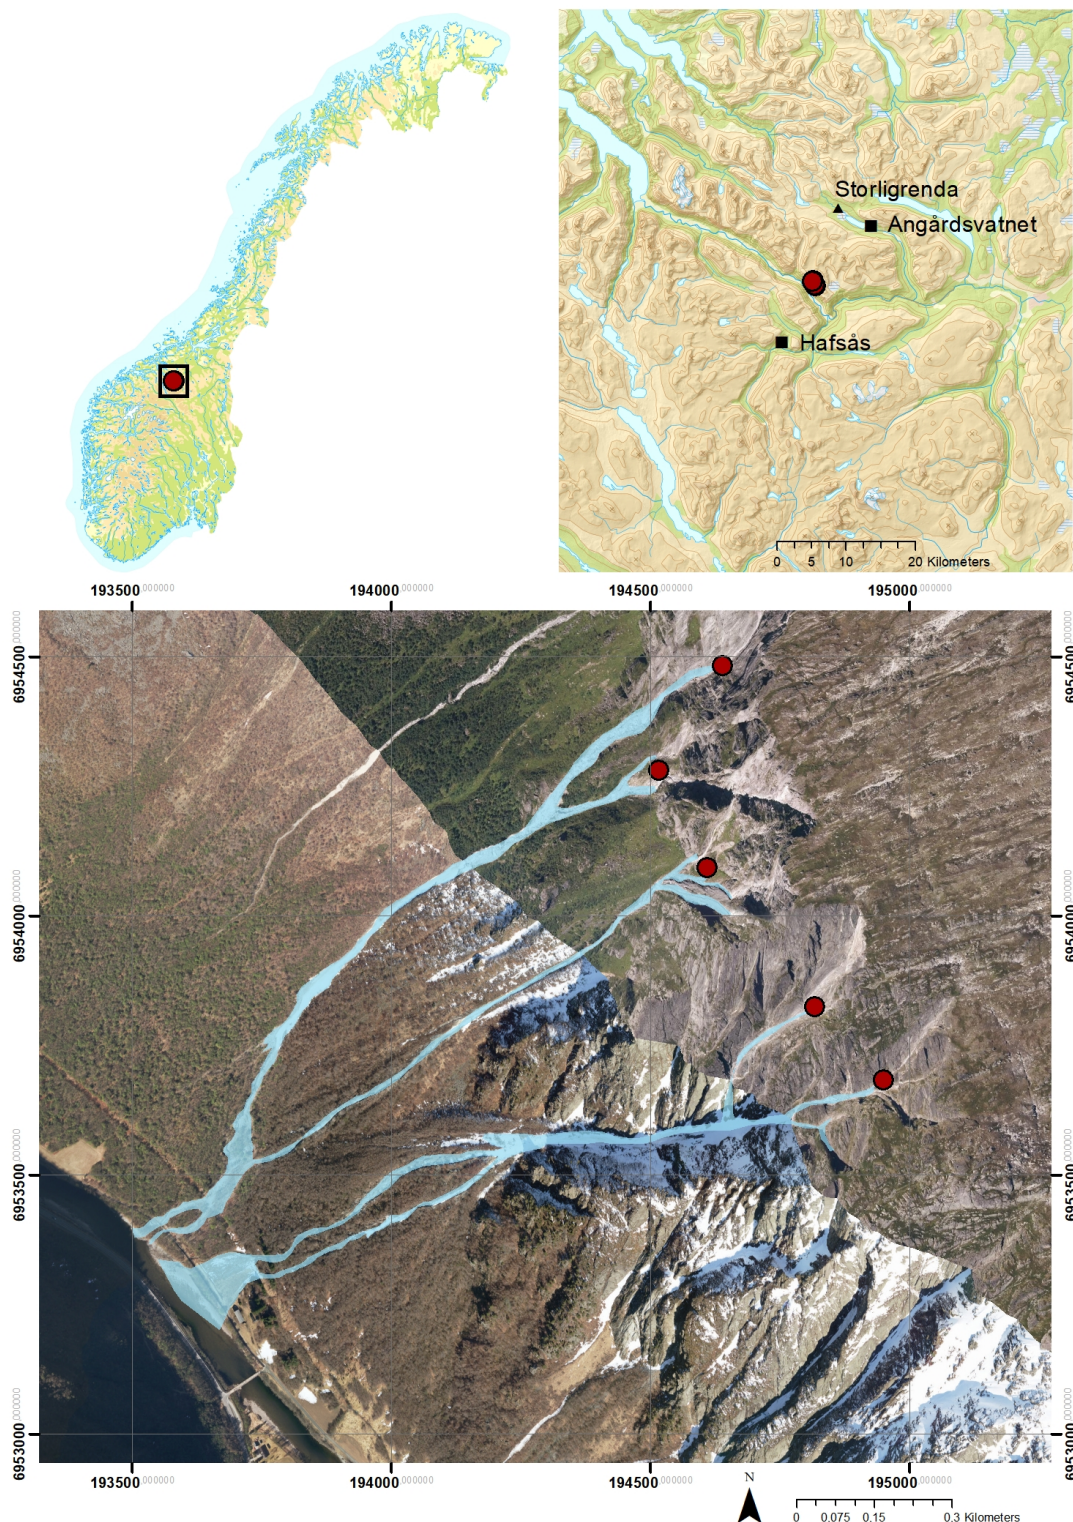 Storligrenda
Angårdsvatnet
Hafsås
0 5 10 20 Kilometers
193500,000000 194000,000000 194500,000000 195000,000000
6954500,000000 6954500,000000
6954000,000000 6954000,000000
6953500,000000 6953500,000000
6953000,000000 6953000,000000
193500,000000 194000,000000 194500,000000 195000,000000
N
0 0.075 0.15 0.3 Kilometers